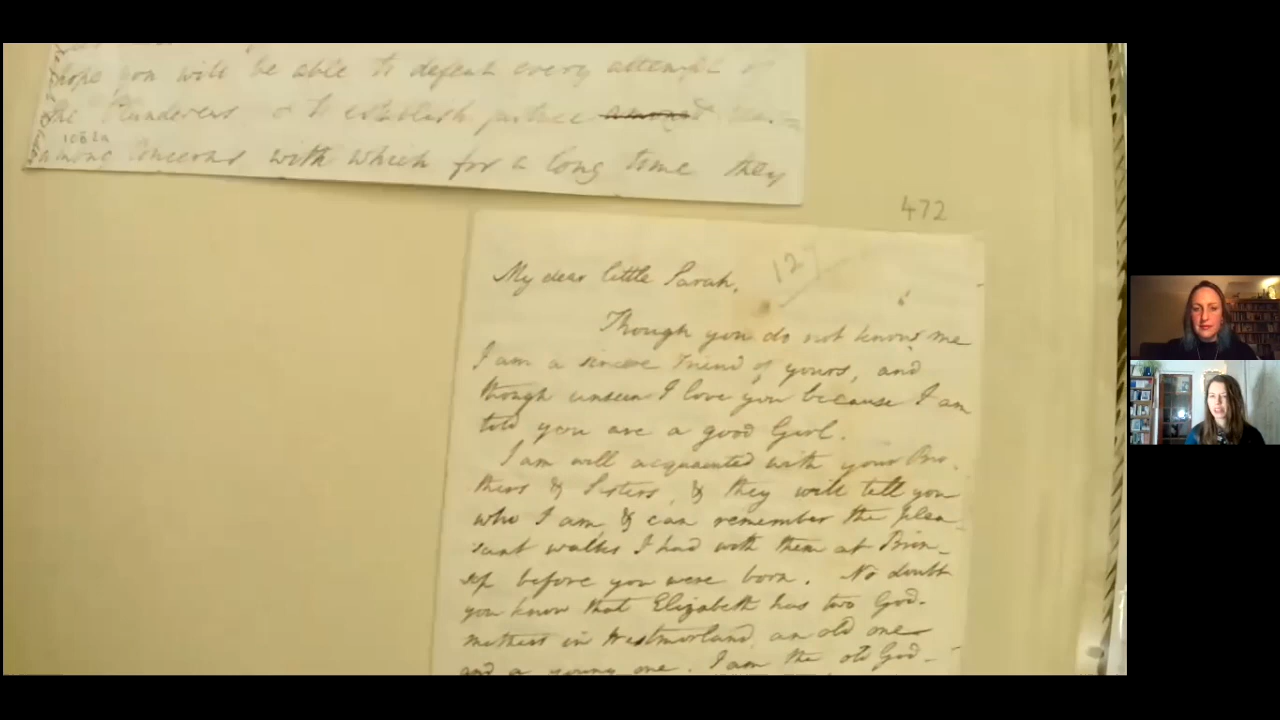 hope you will be able to defeat every attempt
the Plunderers & to establish justice among
1082a
among concerns with which for a long time they
472
127
My dear little Sarah,
Though you do not know me
I am a sincere Friend of yours, and
though unseen I love you because I am
told you are a good Girl.
I am well acquainted with your Bro-
thers & Sisters, & they will tell you
who I am, & can remember the plea-
sant walks I had with them at Brin-
sop before you were born. No doubt
you know that Elizabeth has two God-
mothers in Westmorland, an old one
and a young one. I am the old God-